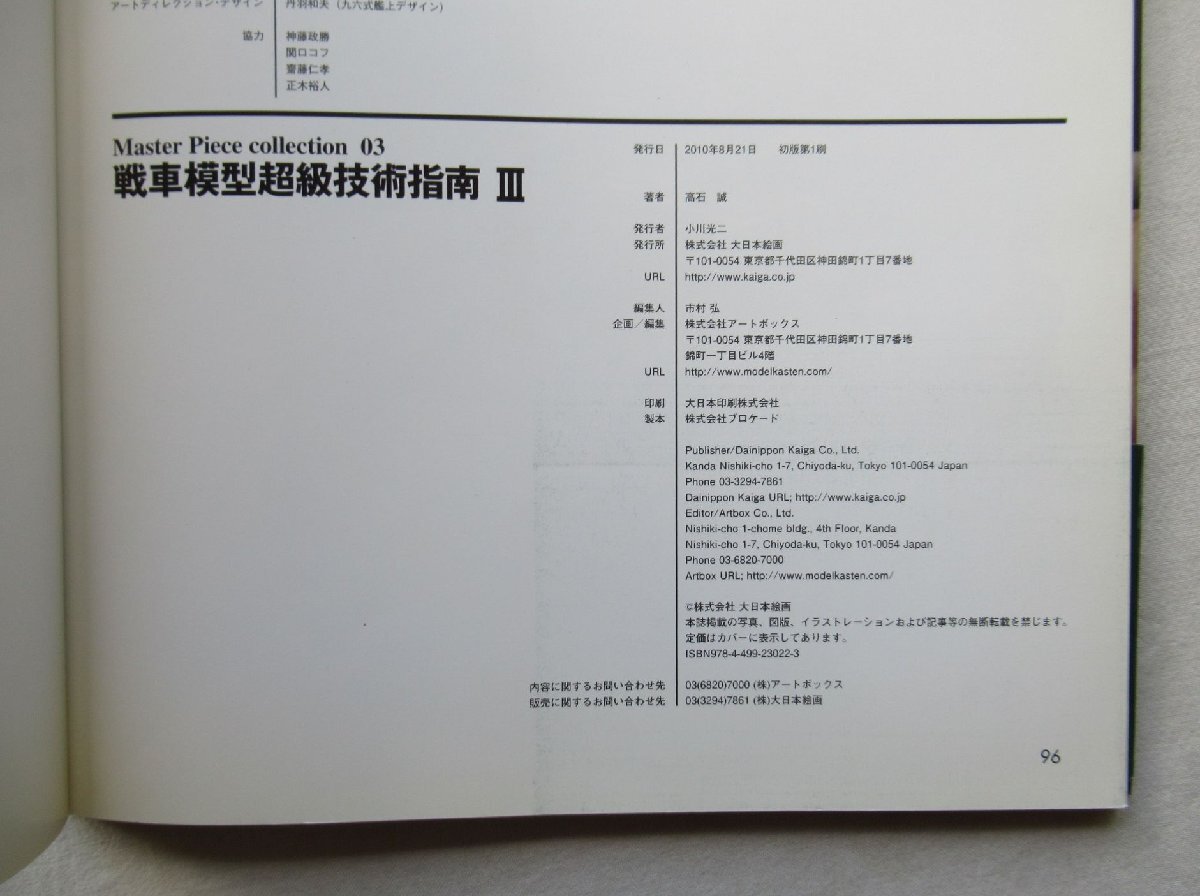 アートディレクション・デザイン 丹羽和夫（九六式艦上デザイン）
協力 神藤政勝
関口コフ
齋藤仁孝
正木裕人
Master Piece collection 03
戦車模型超級技術指南 III
発行日 2010年8月21日 初版第1刷
著者 高石 誠
発行者 小川光二
発行所 株式会社 大日本絵画
〒101-0054 東京都千代田区神田錦町1丁目7番地
URL http://www.kaiga.co.jp
編集人 市村 弘
企画／編集 株式会社アートボックス
〒101-0054 東京都千代田区神田錦町1丁目7番地
錦町一丁目ビル4階
URL http://www.modelkasten.com/
印刷 大日本印刷株式会社
製本 株式会社ブロケード
Publisher/Dainippon Kaiga Co., Ltd.
Kanda Nishiki-cho 1-7, Chiyoda-ku, Tokyo 101-0054 Japan
Phone 03-3294-7861
Dainippon Kaiga URL; http://www.kaiga.co.jp
Editor/Artbox Co., Ltd.
Nishiki-cho 1-chome bldg., 4th Floor, Kanda
Nishiki-cho 1-7, Chiyoda-ku, Tokyo 101-0054 Japan
Phone 03-6820-7000
Artbox URL; http://www.modelkasten.com/
©株式会社 大日本絵画
本誌掲載の写真、図版、イラストレーションおよび記事等の無断転載を禁じます。
定価はカバーに表示してあります。
ISBN978-4-499-23022-3
内容に関するお問い合わせ先 03(6820)7000 (株)アートボックス
販売に関するお問い合わせ先 03(3294)7861 (株)大日本絵画
96